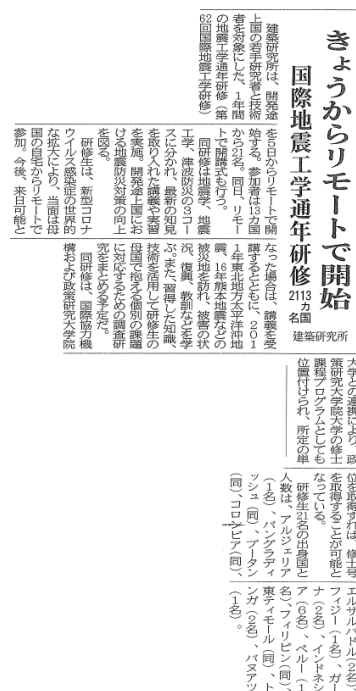 きょうからリモートで開始
国際地震工学通年研修
13カ国
21名
建築研究所
建築研究所は、開発途
上国の若手研究者と技術
者を対象にした、1年間
の地震工学通年研修（第
62回国際地震工学研修）
を5日からリモートで開
始する。参加者は13カ国
から21名。同日、リモー
トで開講式も行う。
同研修は地震学、地震
工学、津波防災の3コー
スに分かれ、最新の知見
を取り入れた講義や実習
を実施。開発途上国にお
ける地震防災対策の向上
を図る。
研修生は、新型コロナ
ウイルス感染症の世界的
な拡大により、当面は母
国の自宅からリモートで
参加。今後、来日可能と
なった場合は、講義を受
講するとともに、201
1年東北地方太平洋沖地
震、16年熊本地震などの
被災地を訪れ、被害の状
況、復興、教訓などを学
ぶ。また、習得した知識、
技術を活用して研修生の
母国で抱える個別の課題
に対応するための調査研
究をまとめる予定だ。
同研修は、国際協力機
構および政策研究大学院
大学との連携により、政
策研究大学院大学の修士
課程プログラムとしても
位置付けられ、所定の単
位を取得すれば、修士号
を取得することが可能と
なっている。
研修生21名の出身国と
人数は、アルジェリア
（1名）、バングラディ
ッシュ（同）、ブータン
（同）、コロンビア（同）、
エルサルバドル（2名）、
フィジー（1名）、ガー
ナ（2名）、インドネシ
ア（6名）、ペルー（1
名）、フィリピン（同）、
東ティモール（同）、ト
ンガ（2名）、バヌアツ
（1名）。